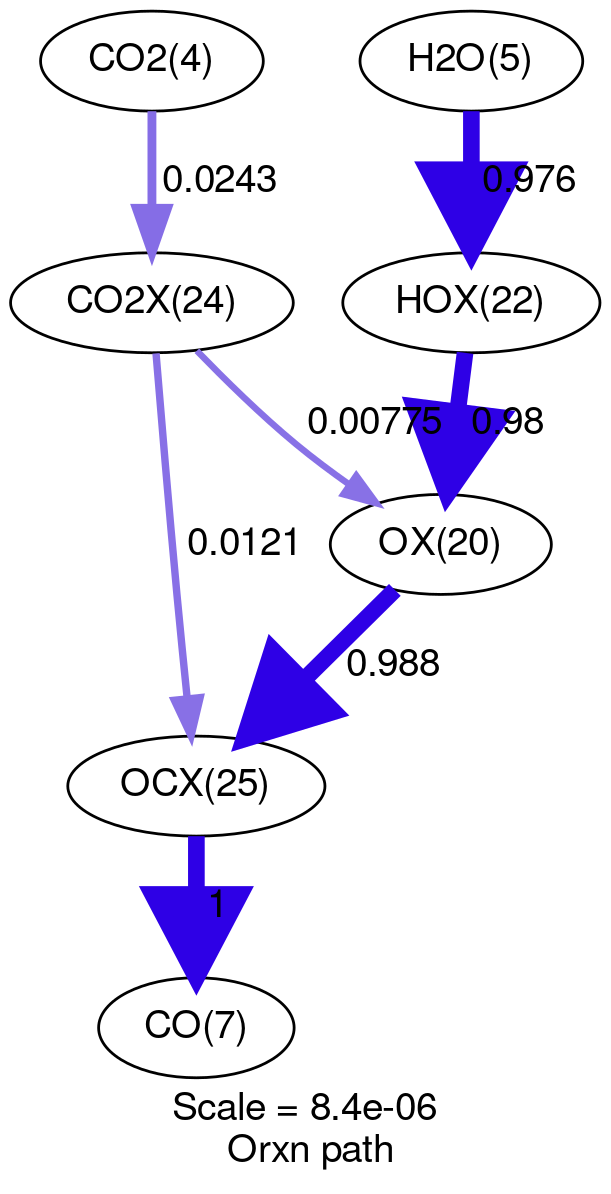 CO2(4)
H2O(5)
0.0243
0.976
CO2X(24)
HOX(22)
0.00775
0.98
0.0121
OX(20)
0.988
OCX(25)
1
CO(7)
Scale = 8.4e-06
Orxn path